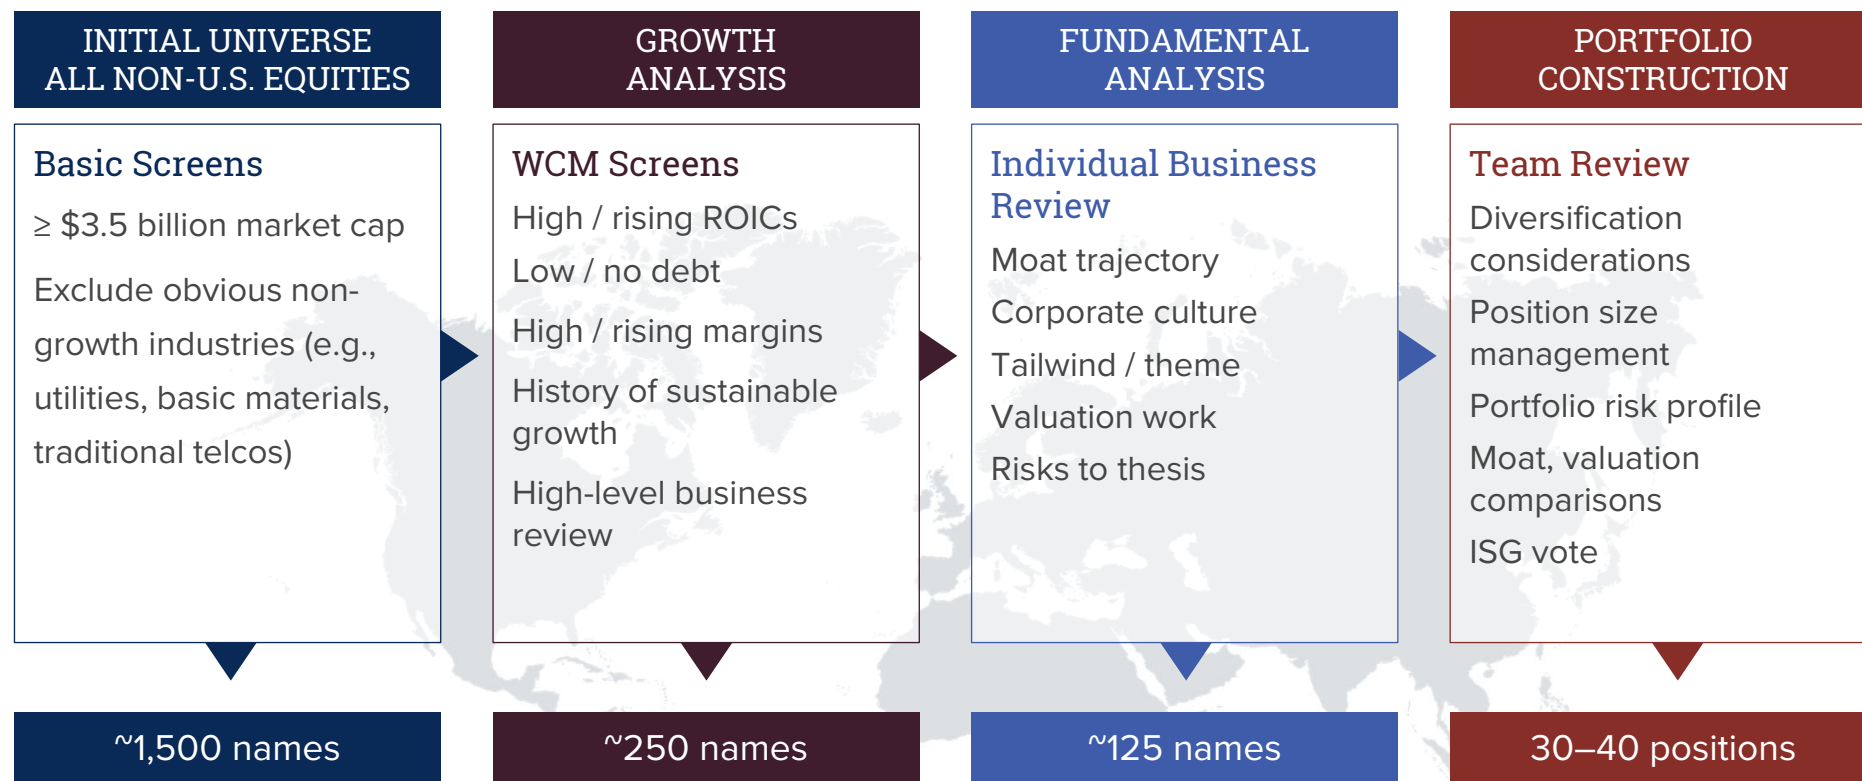 INITIAL UNIVERSE
ALL NON-U.S. EQUITIES
Basic Screens
≥ $3.5 billion market cap
Exclude obvious non-
growth industries (e.g.,
utilities, basic materials,
traditional telcos)
~1,500 names
GROWTH
ANALYSIS
WCM Screens
High / rising ROICs
Low / no debt
High / rising margins
History of sustainable
growth
High-level business
review
~250 names
FUNDAMENTAL
ANALYSIS
Individual Business
Review
Moat trajectory
Corporate culture
Tailwind / theme
Valuation work
Risks to thesis
~125 names
PORTFOLIO
CONSTRUCTION
Team Review
Diversification
considerations
Position size
management
Portfolio risk profile
Moat, valuation
comparisons
ISG vote
30–40 positions